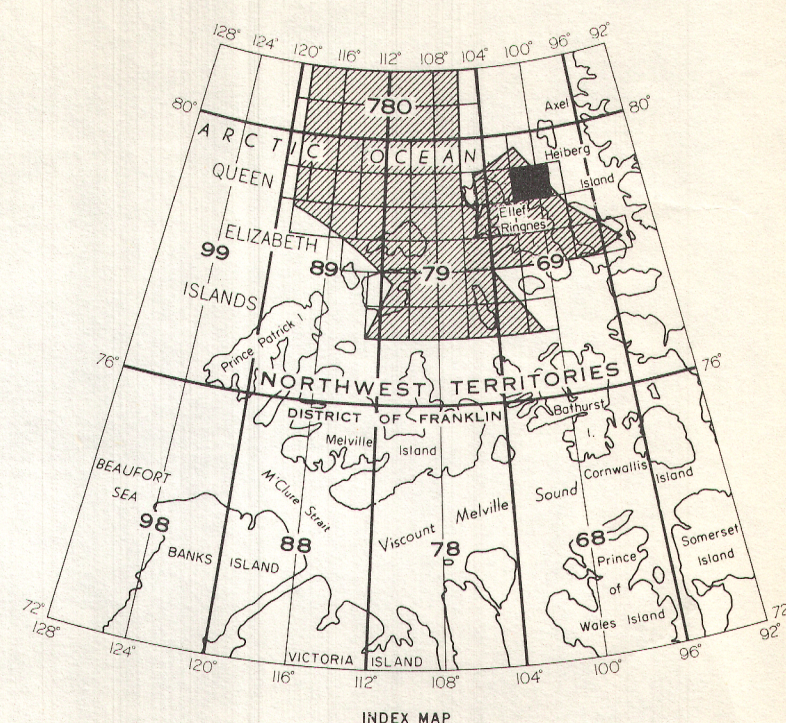 128° 124° 120° 116° 112° 108° 104° 100° 96° 92°
780
Axel
80° 80°
ARCTIC OCEAN
Heiberg
Island
QUEEN
Ellef
Ringnes
ELIZABETH
99
89 79 69
ISLANDS
Prince Patrick I.
76° 76°
NORTHWEST TERRITORIES
DISTRICT OF FRANKLIN
Bathurst
I.
Melville
Island
BEAUFORT
SEA
M'Clure Strait
Cornwallis
Island
Sound
Melville
Viscount
98
88 78 68
Somerset
Island
BANKS ISLAND
Prince
of
Wales Island
72° 72°
VICTORIA ISLAND
128° 124° 120° 116° 112° 108° 104° 100° 96° 92°
INDEX MAP